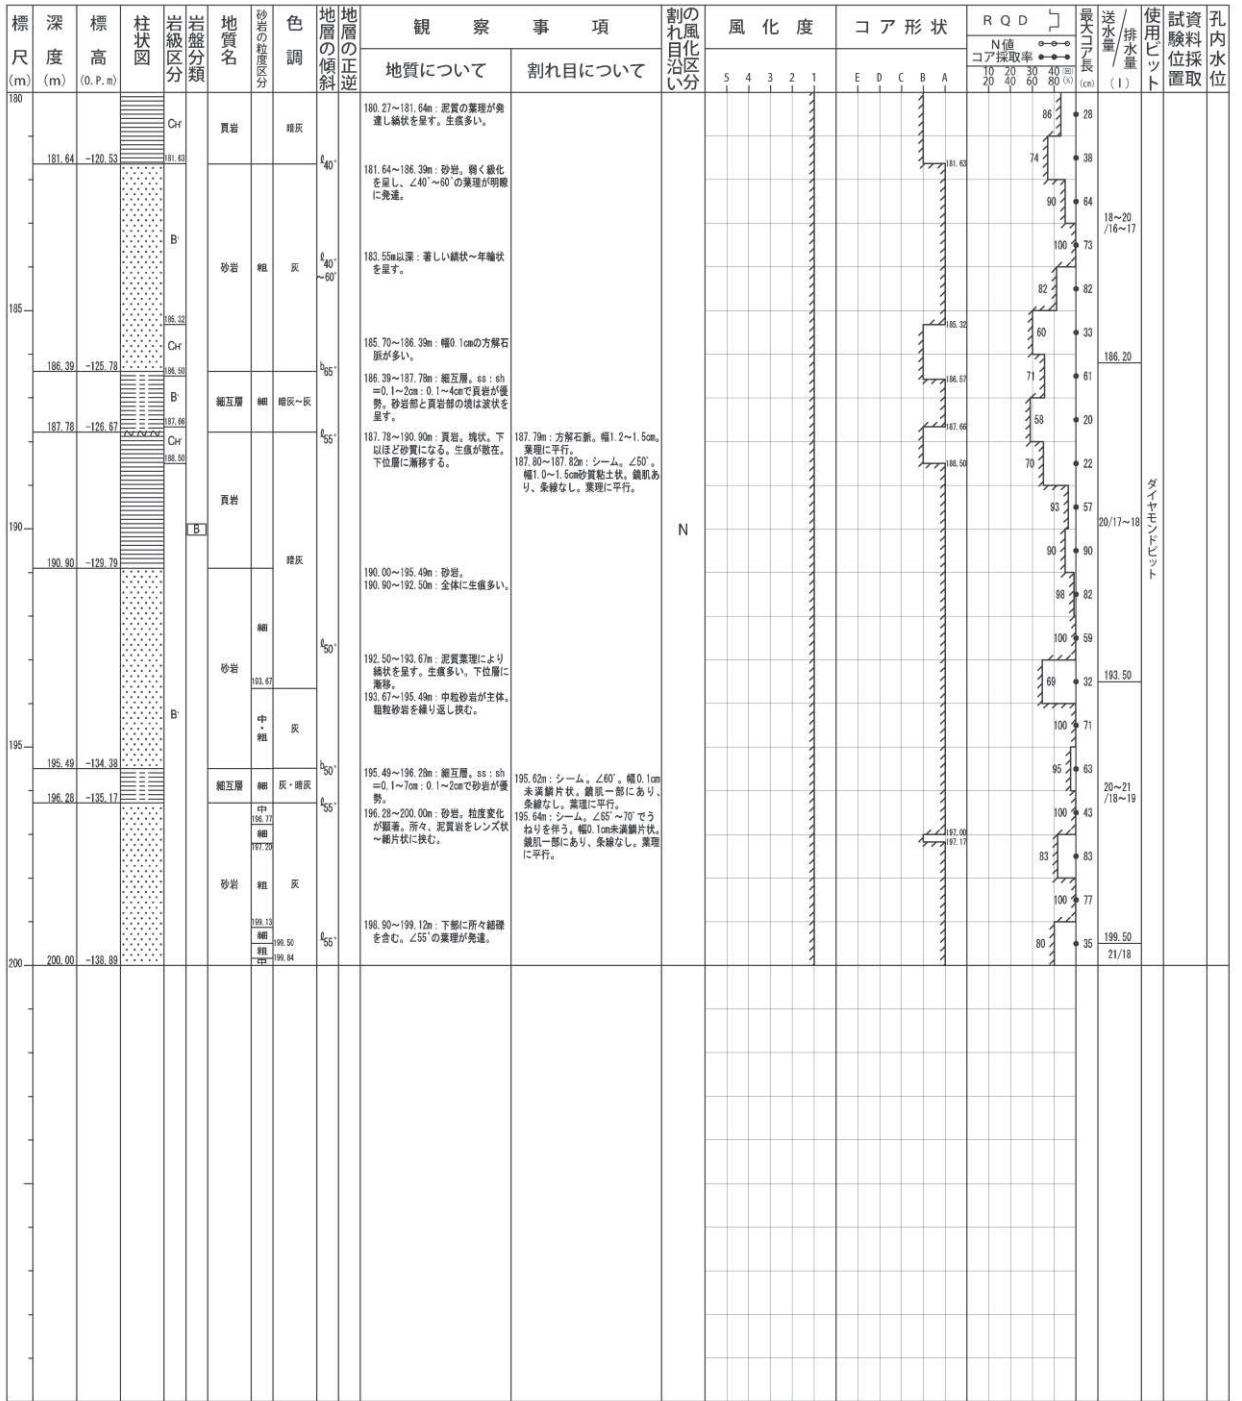 標尺(m)
深度(m)
標高(O.P.m)
柱状図
岩級区分
岩盤分類
地質名
砂岩の粒度区分
色調
地層の傾斜
地層の正逆
観察事項
地質について
割れ目について
割れ目沿いの風化区分
風化度
5 4 3 2 1
コア形状
E D C B A
RQD
N値
コア採取率
10 20 30 40 (回)
20 40 60 80 (%)
最大コア長(cm)
送水量/排水量(l)
使用ビット
試験位置
資料採取
孔内水位
180
185
190
195
200
181.64 -120.53
186.39 -125.78
187.78 -126.67
190.90 -129.79
195.49 -134.38
196.28 -135.17
200.00 -138.89
CH'
181.63
B'
185.32
CH'
186.50
B'
187.66
CH'
188.50
B'
B
頁岩
砂岩
細互層
頁岩
砂岩
細互層
砂岩
粗
細
細
193.67
中・粗
細
中
196.77
細
197.20
粗
199.13
細
199.50
粗
199.84
中
暗灰
灰
暗灰～灰
暗灰
灰
灰・暗灰
灰
ℓ40°
ℓ40°～60°
b65°
ℓ55°
ℓ50°
b50°
ℓ55°
ℓ55°
180.27～181.64m：泥質の葉理が発
達し縞状を呈す。生痕多い。
181.64～186.39m：砂岩。弱く級化
を呈し、∠40°～60°の葉理が明瞭
に発達。
183.55m以深：著しい縞状～年輪状
を呈す。
185.70～186.39m：幅0.1cmの方解石
脈が多い。
186.39～187.78m：細互層。ss：sh
=0.1～2cm：0.1～4cmで頁岩が優
勢。砂岩部と頁岩部の境は波状を
呈す。
187.78～190.90m：頁岩。塊状。下
以ほど砂質になる。生痕が散在。
下位層に漸移する。
190.00～195.49m：砂岩。
190.90～192.50m：全体に生痕多い。
192.50～193.67m：泥質葉理により
縞状を呈す。生痕多い。下位層に
漸移。
193.67～195.49m：中粒砂岩が主体。
粗粒砂岩を繰り返し挟む。
195.49～196.28m：細互層。ss：sh
=0.1～7cm：0.1～2cmで砂岩が優
勢。
196.28～200.00m：砂岩。粒度変化
が顕著。所々、泥質岩をレンズ状
～細片状に挟む。
198.90～199.12m：下部に所々細礫
を含む。∠55°の葉理が発達。
187.79m：方解石脈。幅1.2～1.5cm。
葉理に平行。
187.80～187.82m：シーム。∠50°。
幅1.0～1.5cm砂質粘土状。鏡肌あ
り、条線なし。葉理に平行。
195.62m：シーム。∠60°。幅0.1cm
未満鱗片状。鏡肌一部にあり、
条線なし。葉理に平行。
195.64m：シーム。∠65°～70°でう
ねりを伴う。幅0.1cm未満鱗片状。
鏡肌一部にあり、条線なし。葉理
に平行。
N
181.63
185.32
186.57
187.66
188.50
197.00
197.17
86 28
74 38
90 64
100 73
82 82
60 33
71 61
58 20
70 22
93 57
90 90
98 82
100 59
69 32
100 71
95 63
100 43
83 83
100 77
80 35
18～20
/16～17
186.20
20/17～18
193.50
20～21
/18～19
199.50
21/18
ダイヤモンドビット